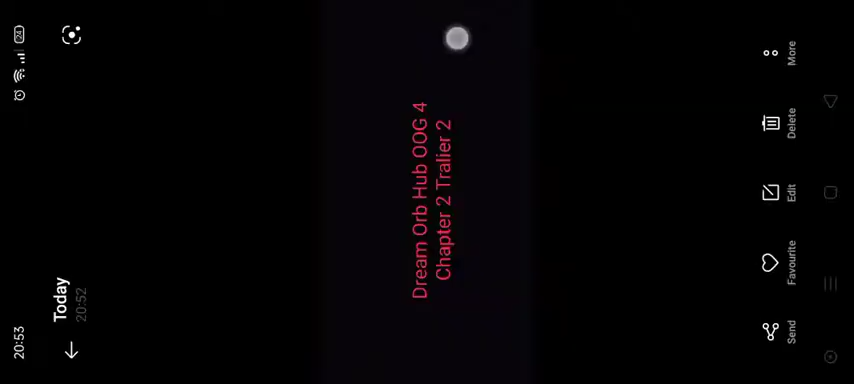 20:53
24
Today
20:52
Dream Orb Hub OOG 4
Chapter 2 Tralier 2
Send
Favourite
Edit
Delete
More